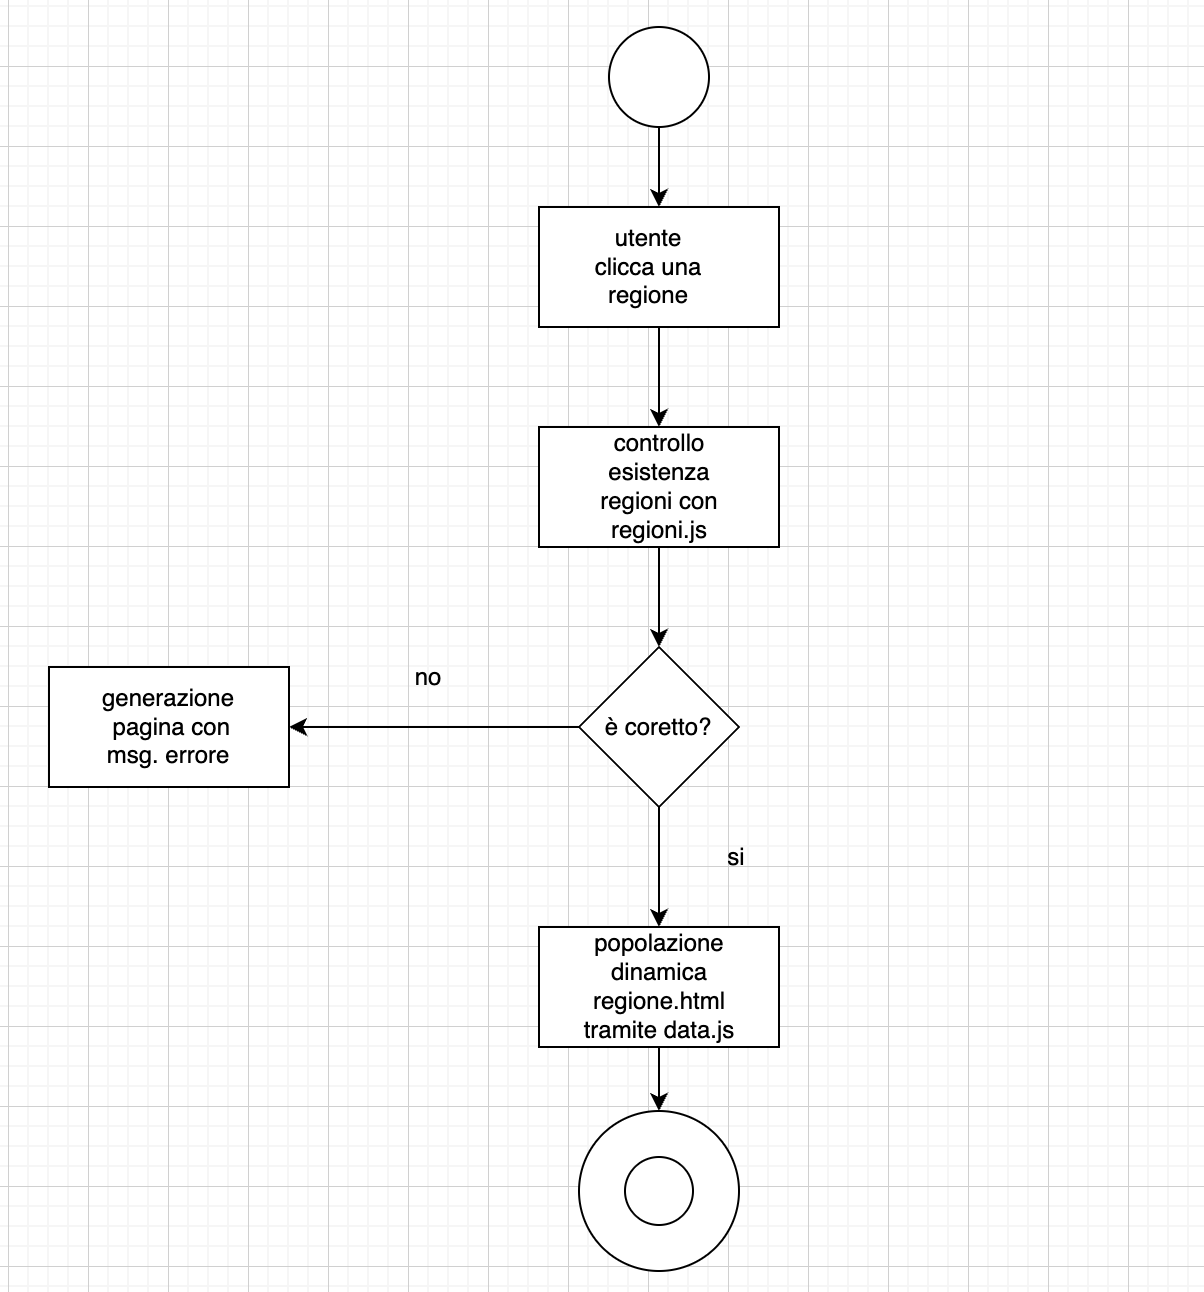 utente
clicca una
regione
controllo
esistenza
regioni con
regioni.js
è coretto?
no
generazione
pagina con
msg. errore
si
popolazione
dinamica
regione.html
tramite data.js